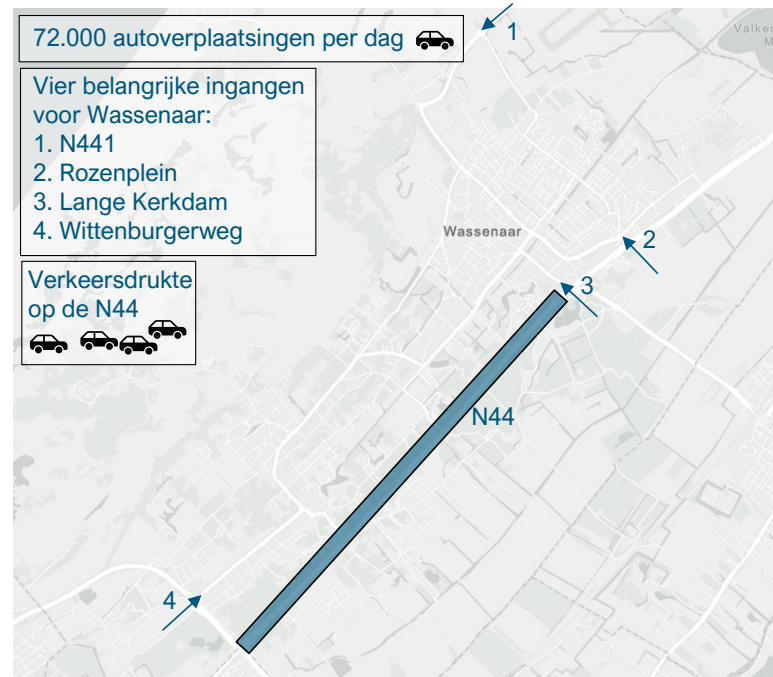 72.000 autoverplaatsingen per dag
1
Valken
M
Vier belangrijke ingangen
voor Wassenaar:
1. N441
2. Rozenplein
3. Lange Kerkdam
4. Wittenburgerweg
Wassenaar
2
Verkeersdrukte
op de N44
3
N44
4